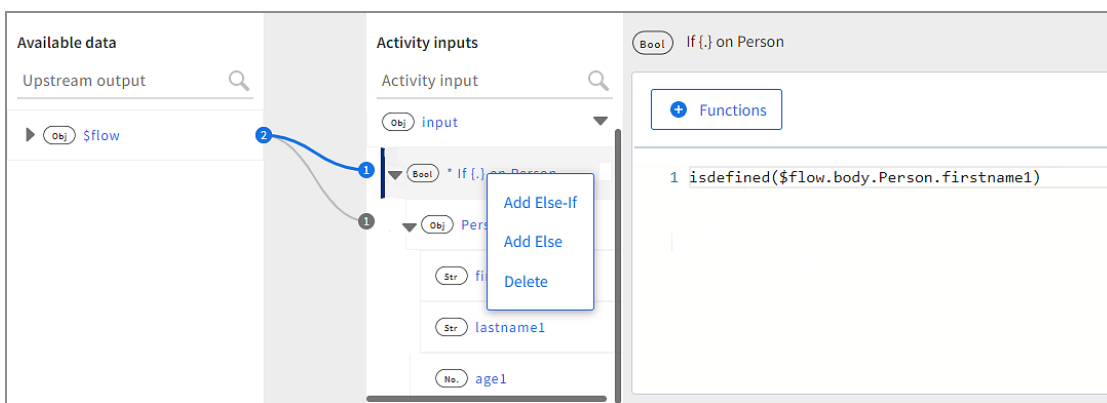 Available data
Upstream output
Obj $flow
2
Activity inputs
Activity input
Obj input
1 Bool * If {.} on Person
1 Obj Pers
Str fi
Str lastname1
No. age1
Add Else-If
Add Else
Delete
Bool If {.} on Person
Functions
1 isdefined($flow.body.Person.firstname1)